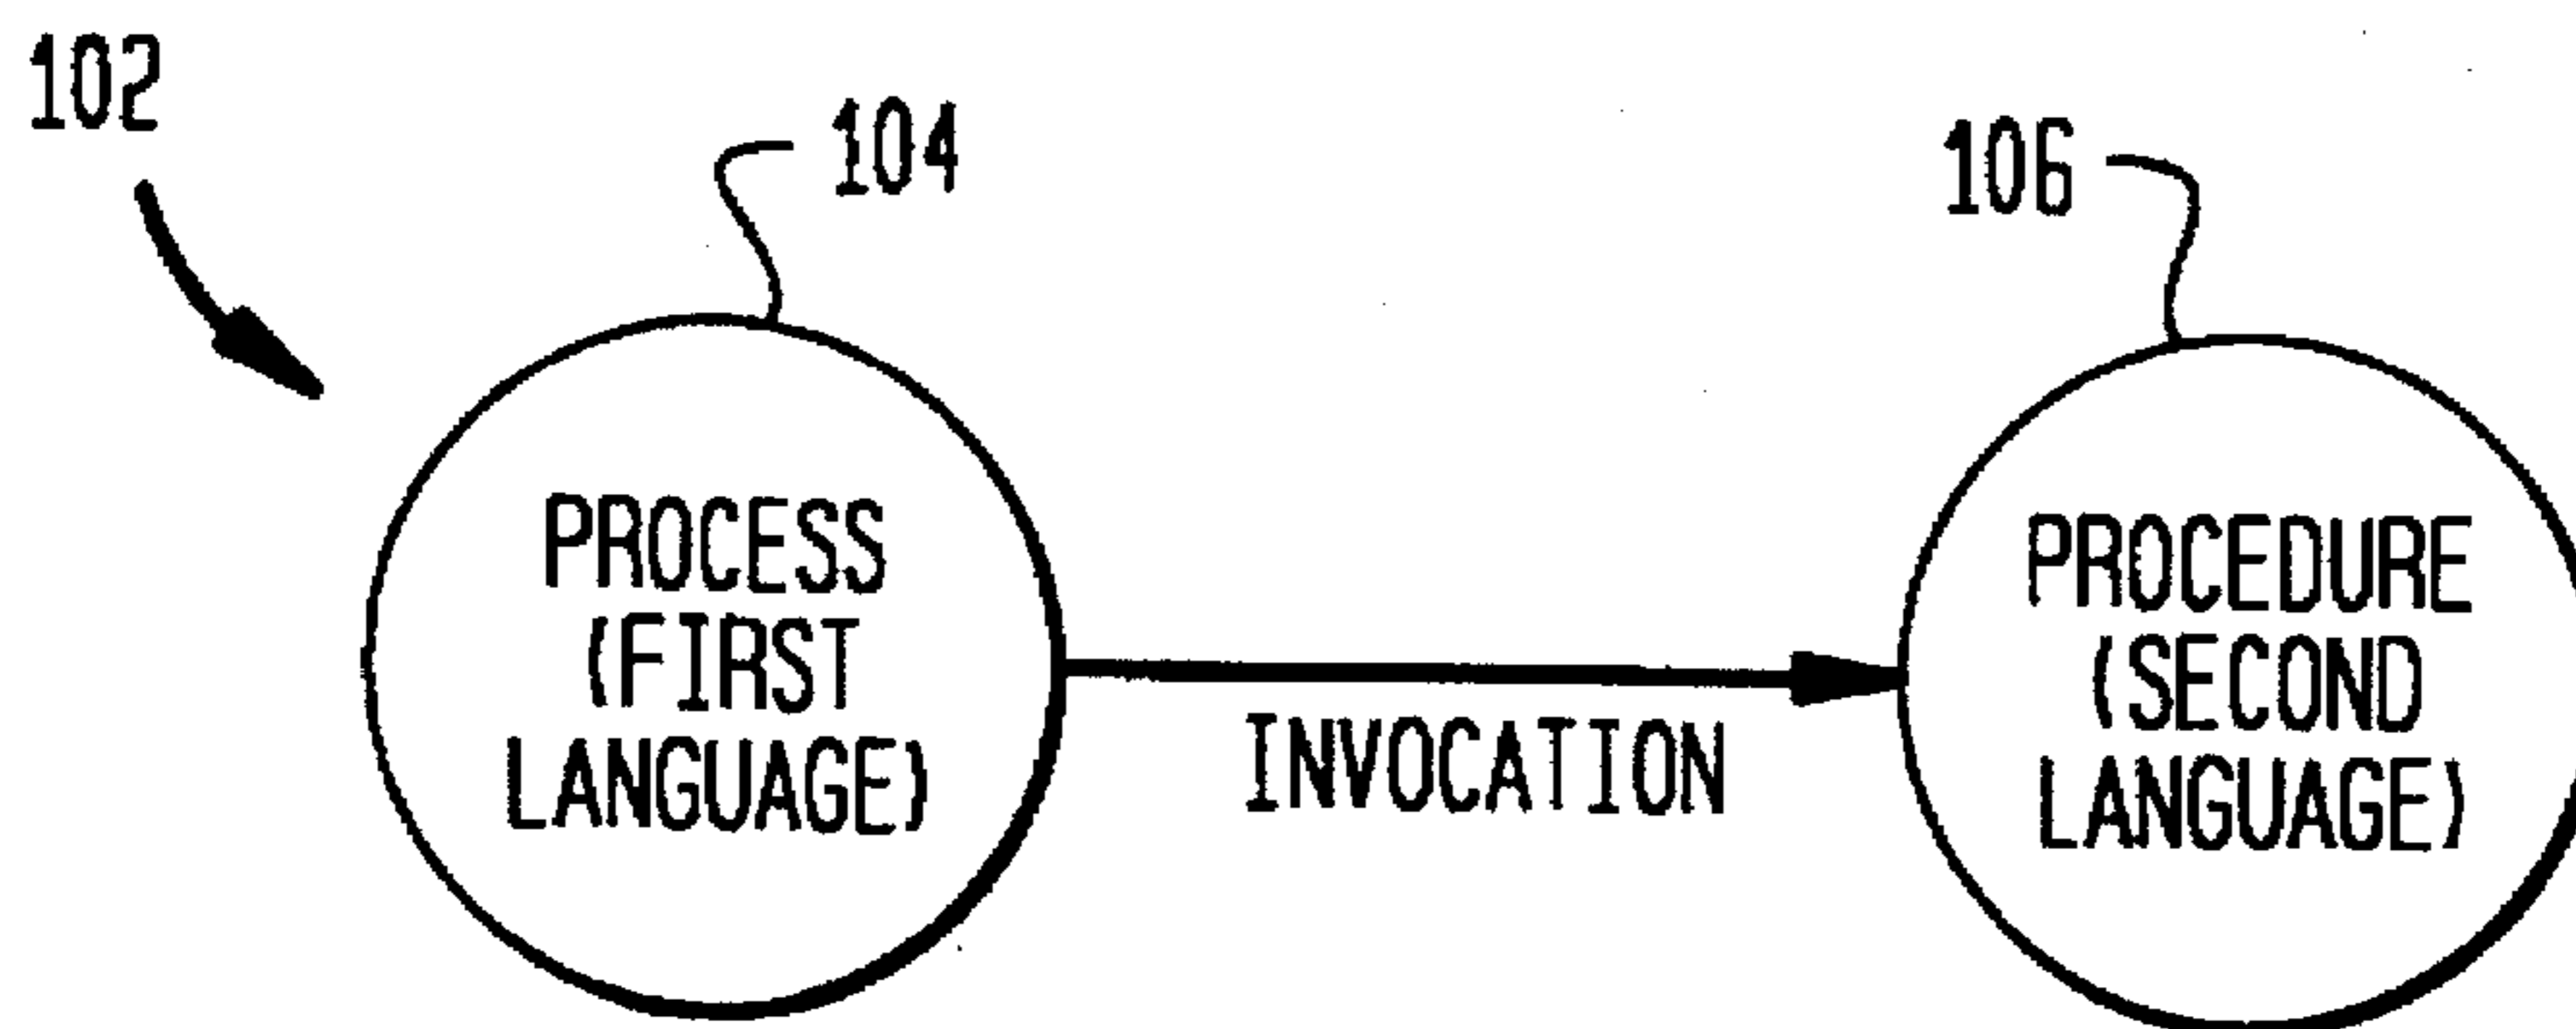 102
104
106
PROCESS
(FIRST
LANGUAGE)
INVOCATION
PROCEDURE
(SECOND
LANGUAGE)